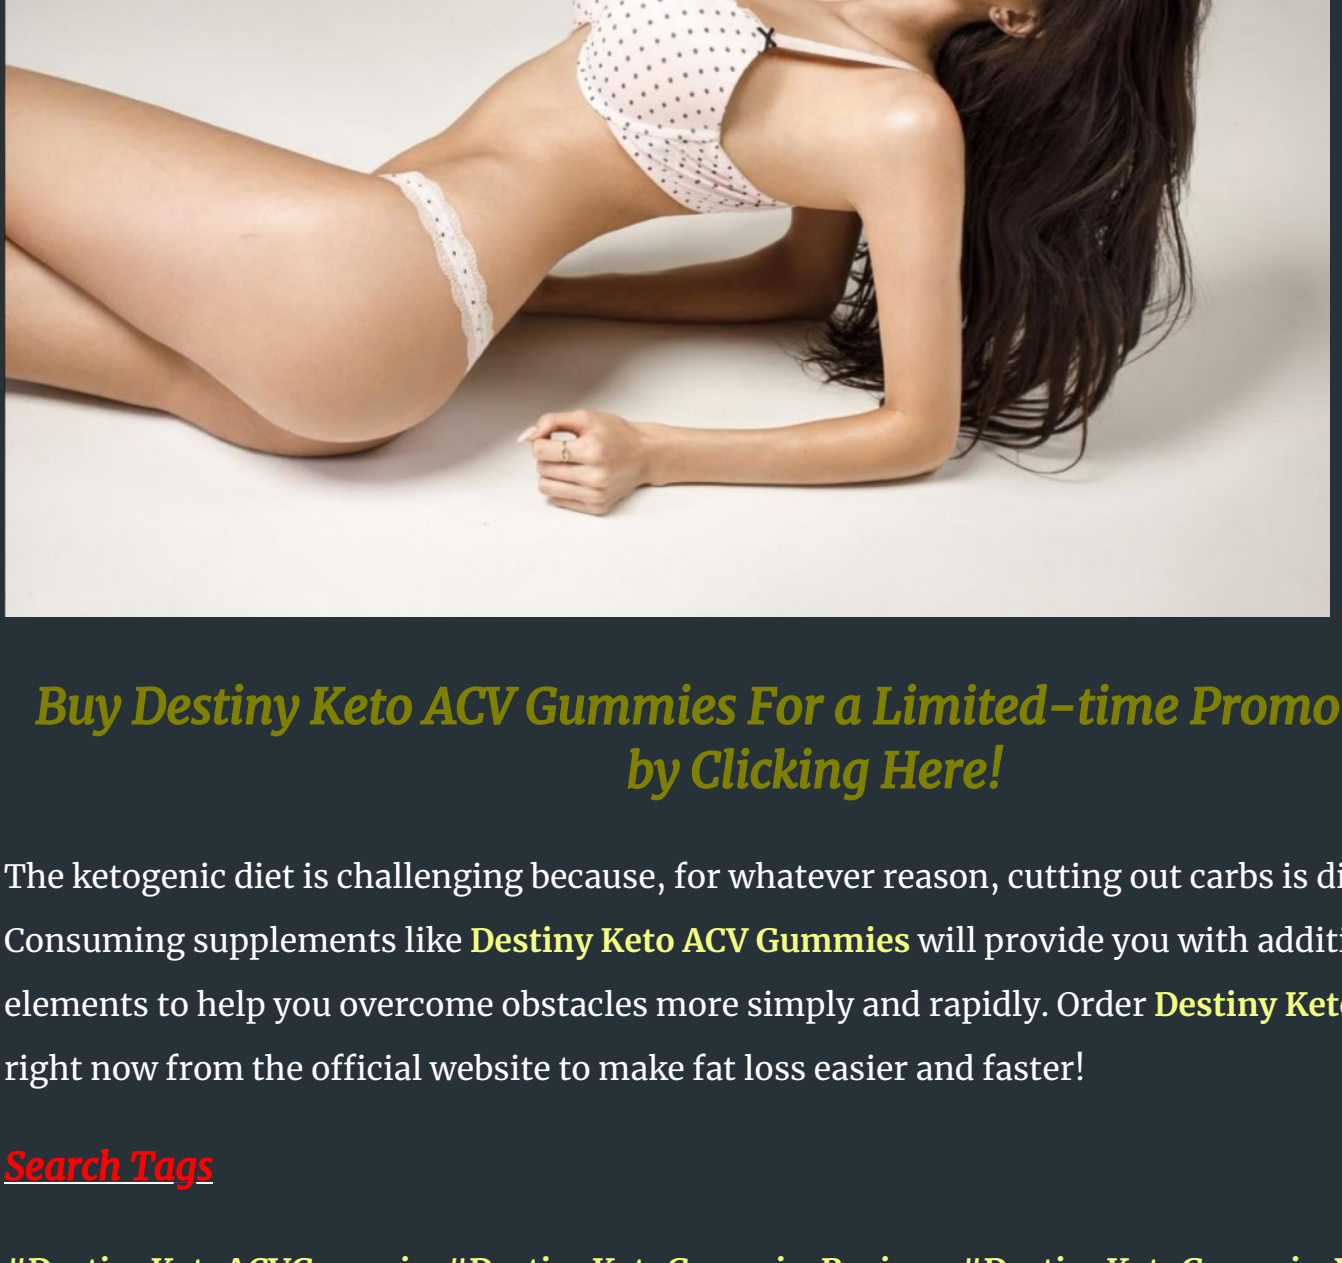 Buy Destiny Keto ACV Gummies For a Limited-time Promo
by Clicking Here!
The ketogenic diet is challenging because, for whatever reason, cutting out carbs is di
Consuming supplements like Destiny Keto ACV Gummies will provide you with additi
elements to help you overcome obstacles more simply and rapidly. Order Destiny Keto
right now from the official website to make fat loss easier and faster!
Search Tags